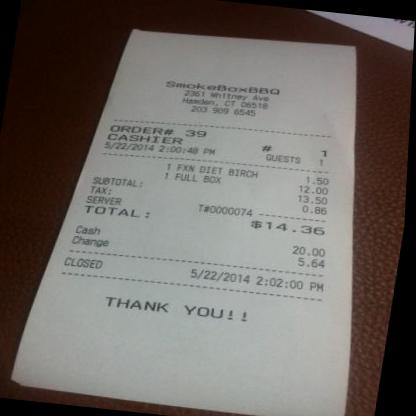 SmokeBoxBBQ
2361 Whitney Ave
Hamden, CT 06518
203 909 6545
ORDER# 39 # 1
CASHIER GUESTS 1
5/22/2014 2:00:48 PM
1 FXN DIET BIRCH 1.50
1 FULL BOX 12.00
SUBTOTAL: 13.50
TAX: 0.86
SERVER T#0000074
TOTAL: $14.36
Cash 20.00
Change 5.64
CLOSED 5/22/2014 2:02:00 PM
THANK YOU!!